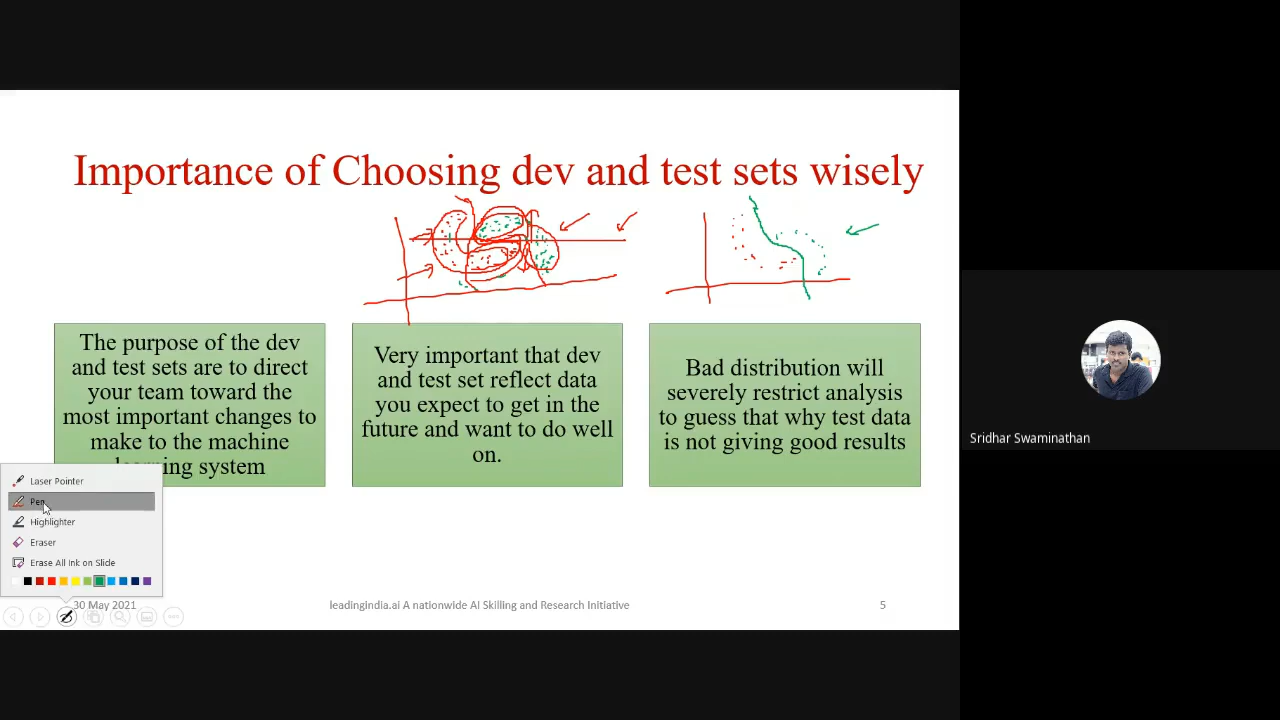 Importance of Choosing dev and test sets wisely
The purpose of the dev
and test sets are to direct
your team toward the
most important changes to
make to the machine
ing system
Very important that dev
and test set reflect data
you expect to get in the
future and want to do well
on.
Bad distribution will
severely restrict analysis
to guess that why test data
is not giving good results
Laser Pointer
Pen
Highlighter
Eraser
Erase All Ink on Slide
30 May 2021
leadingindia.ai A nationwide AI Skilling and Research Initiative
5
Sridhar Swaminathan